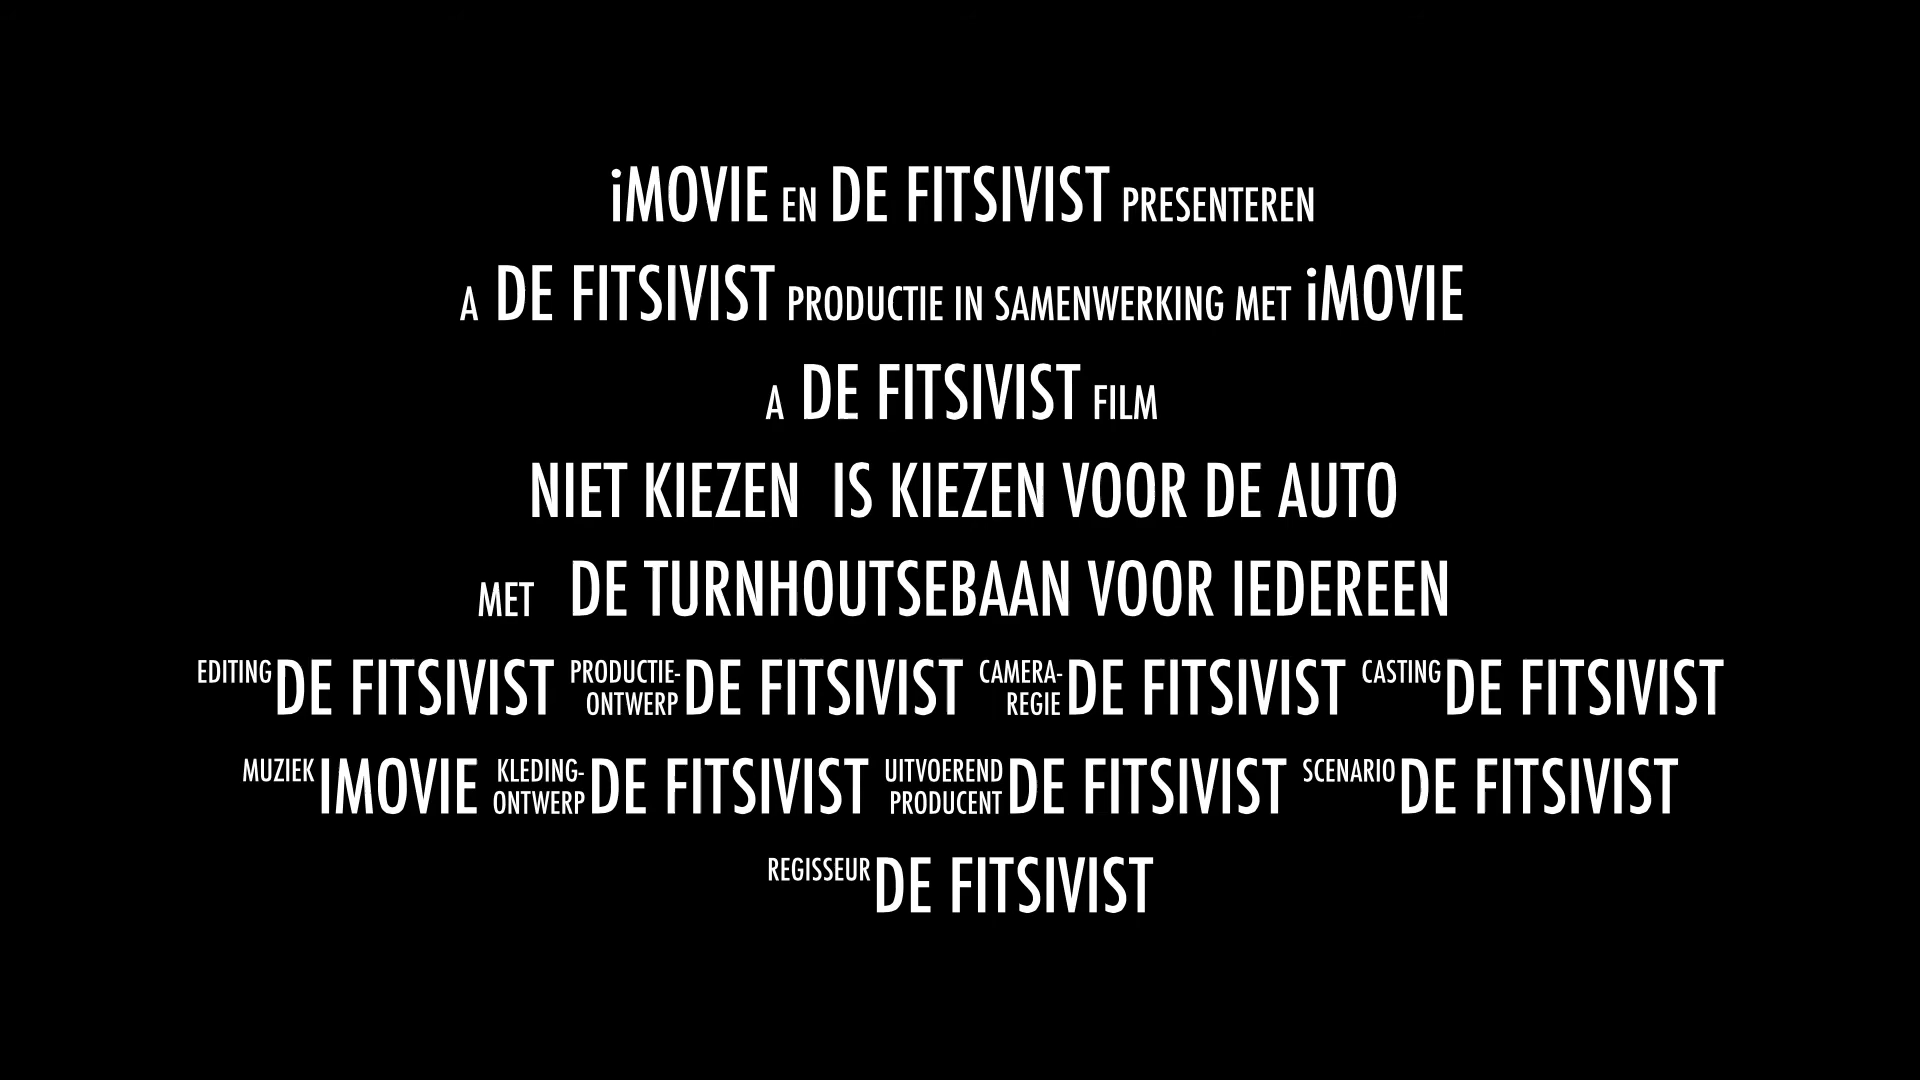 iMOVIE EN DE FITSIVIST PRESENTEREN
A DE FITSIVIST PRODUCTIE IN SAMENWERKING MET iMOVIE
A DE FITSIVIST FILM
NIET KIEZEN IS KIEZEN VOOR DE AUTO
MET DE TURNHOUTSEBAAN VOOR IEDEREEN
EDITING DE FITSIVIST PRODUCTIE-ONTWERP DE FITSIVIST CAMERA-REGIE DE FITSIVIST CASTING DE FITSIVIST
MUZIEK IMOVIE KLEDING-ONTWERP DE FITSIVIST UITVOEREND PRODUCENT DE FITSIVIST SCENARIO DE FITSIVIST
REGISSEUR DE FITSIVIST